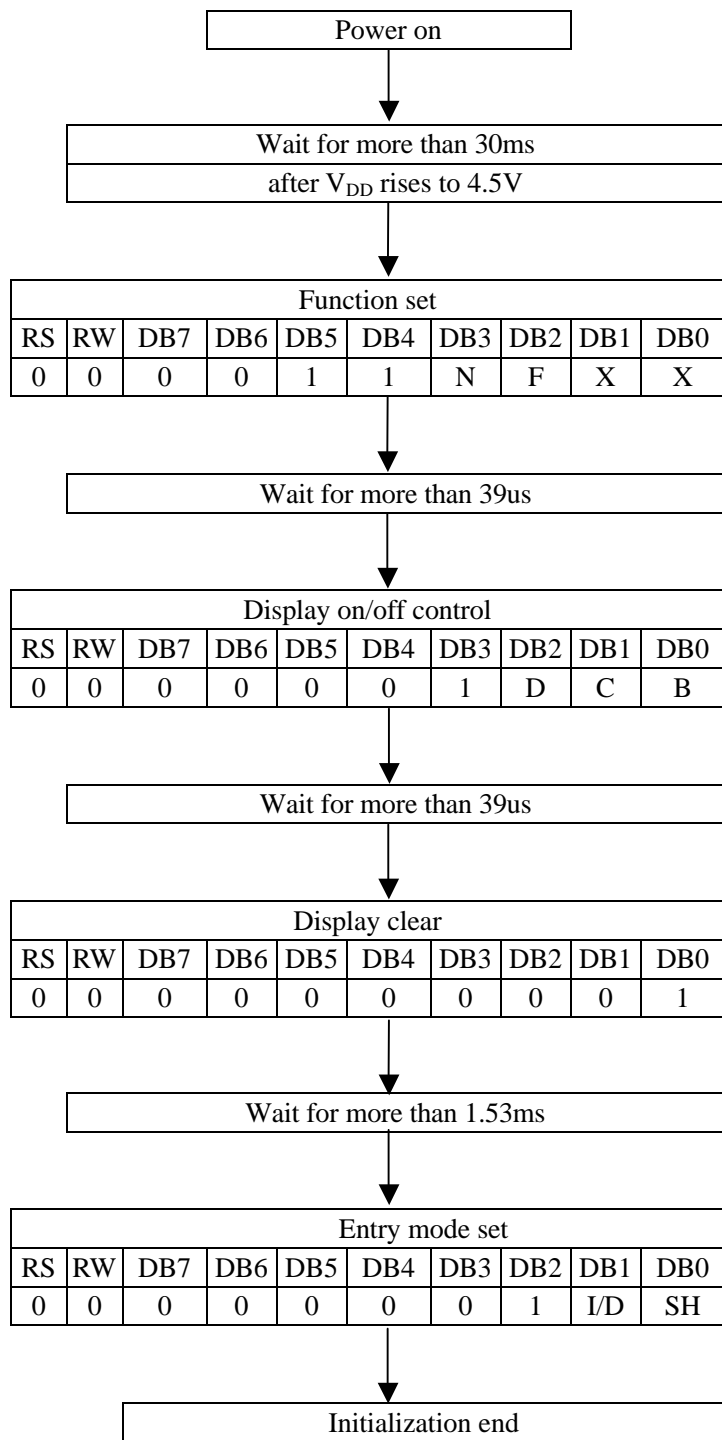 Power on
Wait for more than 30ms
after VDD rises to 4.5V
Function set
RS RW DB7 DB6 DB5 DB4 DB3 DB2 DB1 DB0
0 0 0 0 1 1 N F X X
Wait for more than 39us
Display on/off control
RS RW DB7 DB6 DB5 DB4 DB3 DB2 DB1 DB0
0 0 0 0 0 0 1 D C B
Wait for more than 39us
Display clear
RS RW DB7 DB6 DB5 DB4 DB3 DB2 DB1 DB0
0 0 0 0 0 0 0 0 0 1
Wait for more than 1.53ms
Entry mode set
RS RW DB7 DB6 DB5 DB4 DB3 DB2 DB1 DB0
0 0 0 0 0 0 0 1 I/D SH
Initialization end